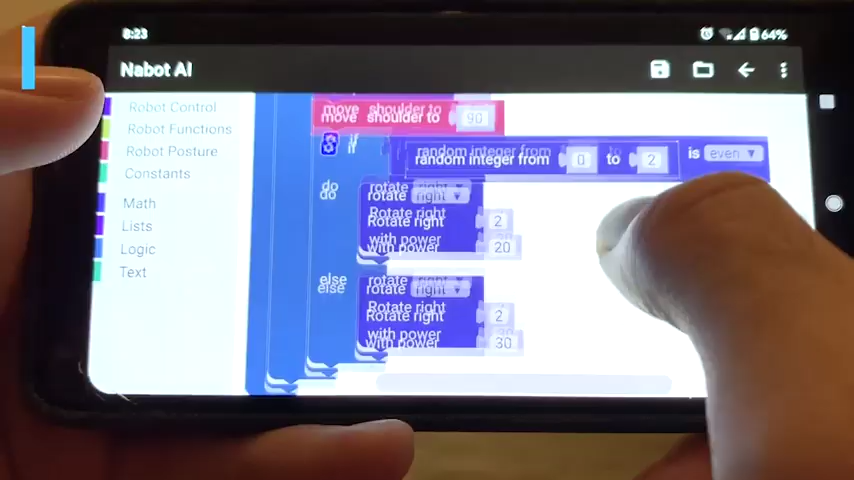 8:23
64%
Nabot AI
Robot Control
Robot Functions
Robot Posture
Constants
Math
Lists
Logic
Text
move shoulder to 90
if random integer from 0 to 2 is even
do rotate right
Rotate right 2
with power 20
else rotate right
Rotate right 2
with power 30